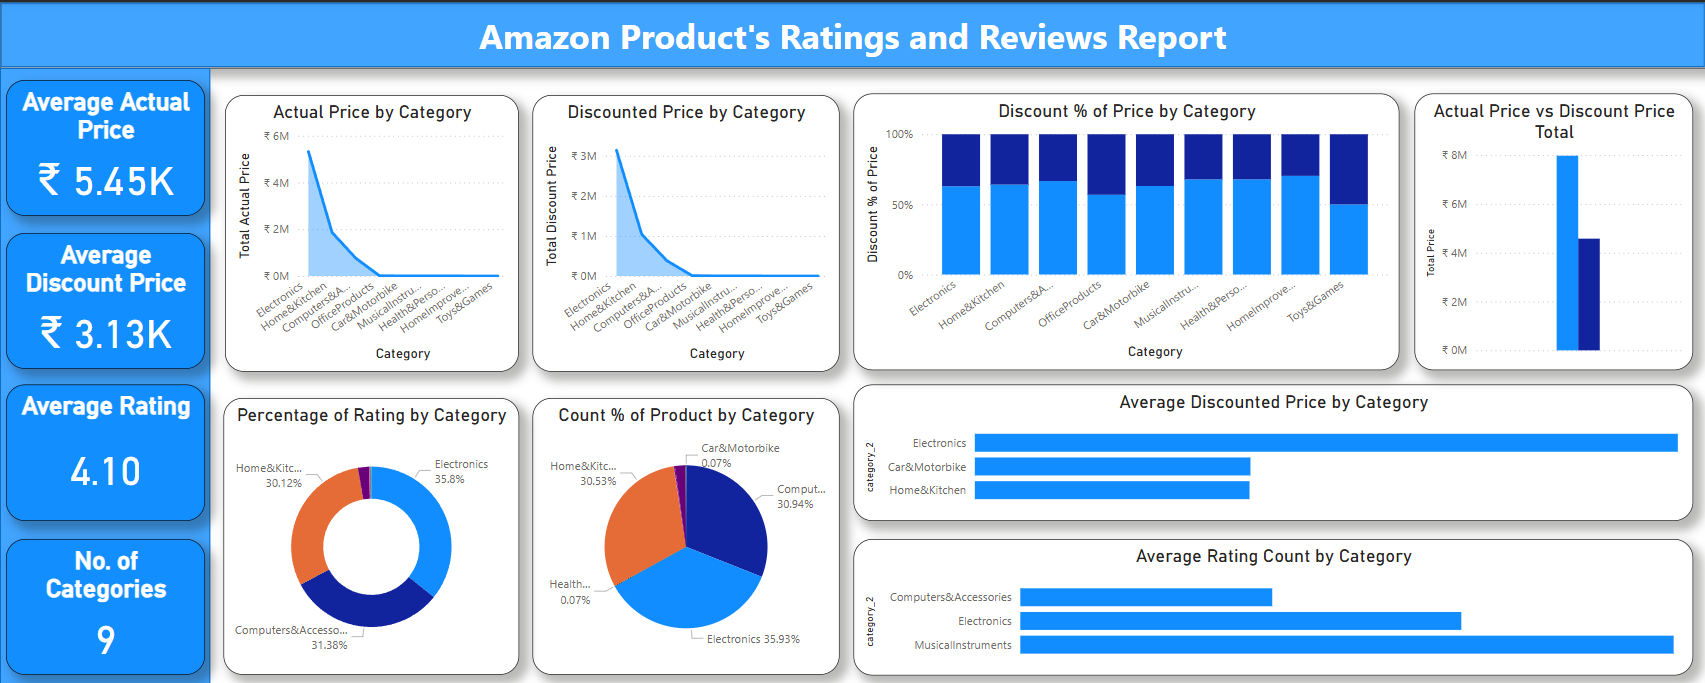 Amazon Product's Ratings and Reviews Report
Average Actual
Price
₹ 5.45K
Average
Discount Price
₹ 3.13K
Average Rating
4.10
No. of
Categories
9
Actual Price by Category
Total Actual Price
₹ 6M
₹ 4M
₹ 2M
₹ 0M
Electronics
Home&Kitchen
Computers&A...
OfficeProducts
Car&Motorbike
MusicalInstru...
Health&Perso...
HomeImprove...
Toys&Games
Category
Discounted Price by Category
Total Discount Price
₹ 3M
₹ 2M
₹ 1M
₹ 0M
Electronics
Home&Kitchen
Computers&A...
OfficeProducts
Car&Motorbike
MusicalInstru...
Health&Perso...
HomeImprove...
Toys&Games
Category
Discount % of Price by Category
Discount % of Price
100%
50%
0%
Electronics
Home&Kitchen
Computers&A...
OfficeProducts
Car&Motorbike
MusicalInstru...
Health&Perso...
HomeImprove...
Toys&Games
Category
Actual Price vs Discount Price
Total
Total Price
₹ 8M
₹ 6M
₹ 4M
₹ 2M
₹ 0M
Percentage of Rating by Category
Home&Kitc...
30.12%
Electronics
35.8%
Computers&Accesso...
31.38%
Count % of Product by Category
Car&Motorbike
0.07%
Home&Kitc...
30.53%
Comput...
30.94%
Health...
0.07%
Electronics 35.93%
Average Discounted Price by Category
category_2
Electronics
Car&Motorbike
Home&Kitchen
Average Rating Count by Category
category_2
Computers&Accessories
Electronics
MusicalInstruments